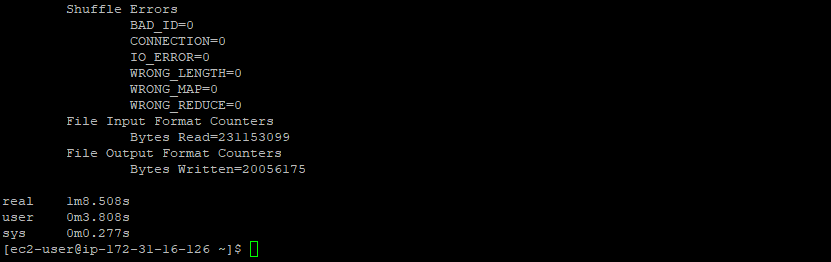 Shuffle Errors
BAD_ID=0
CONNECTION=0
IO_ERROR=0
WRONG_LENGTH=0
WRONG_MAP=0
WRONG_REDUCE=0
File Input Format Counters
Bytes Read=231153099
File Output Format Counters
Bytes Written=20056175
real 1m8.508s
user 0m3.808s
sys 0m0.277s
[ec2-user@ip-172-31-16-126 ~]$